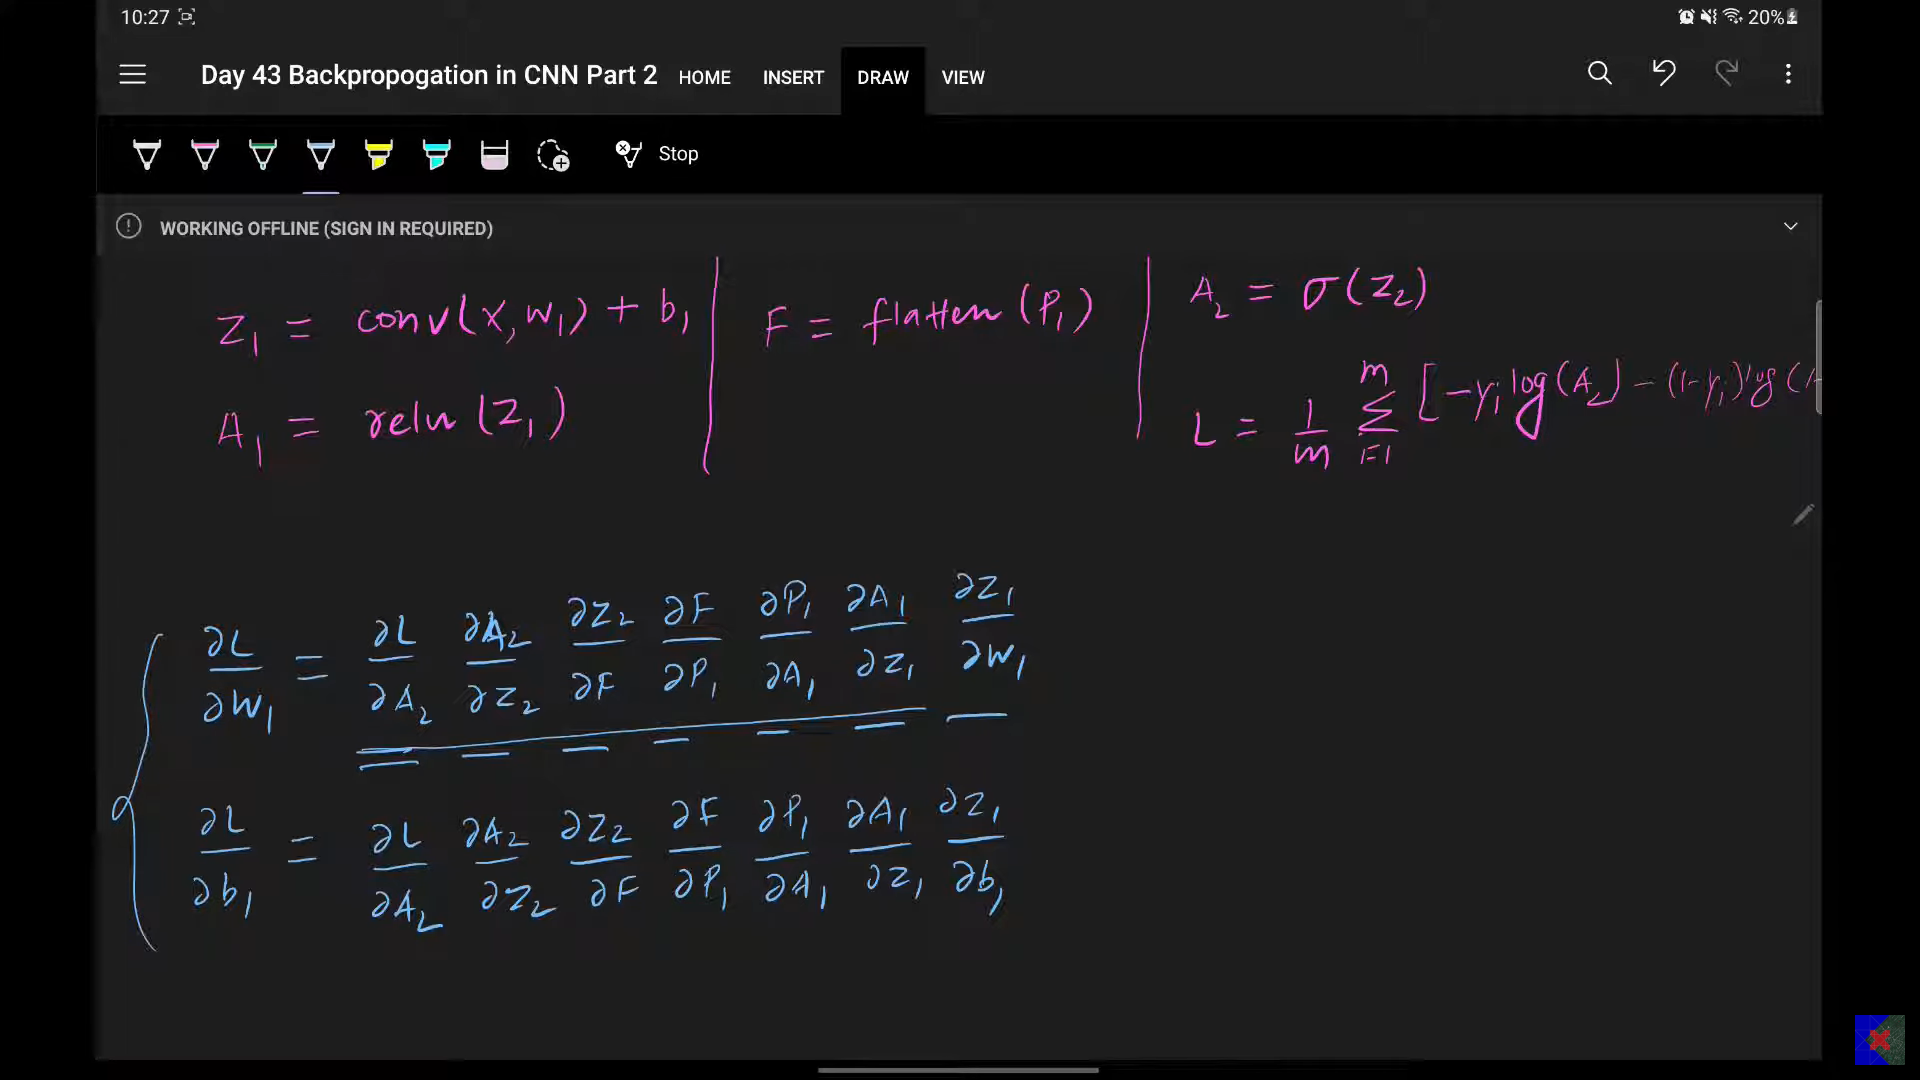 10:27 20%
Day 43 Backpropogation in CNN Part 2 HOME INSERT DRAW VIEW
Stop
WORKING OFFLINE (SIGN IN REQUIRED)
Z₁ = conv(X, W₁) + b₁
A₁ = relu(Z₁)
F = flatten(P₁)
A₂ = σ(Z₂)
L = 1/m Σ_{i=1}^{m} [-yᵢ log(A₂) - (1-yᵢ) log(1-
∂L/∂W₁ = ∂L/∂A₂ ∂A₂/∂Z₂ ∂Z₂/∂F ∂F/∂P₁ ∂P₁/∂A₁ ∂A₁/∂Z₁ ∂Z₁/∂W₁
∂L/∂b₁ = ∂L/∂A₂ ∂A₂/∂Z₂ ∂Z₂/∂F ∂F/∂P₁ ∂P₁/∂A₁ ∂A₁/∂Z₁ ∂Z₁/∂b₁